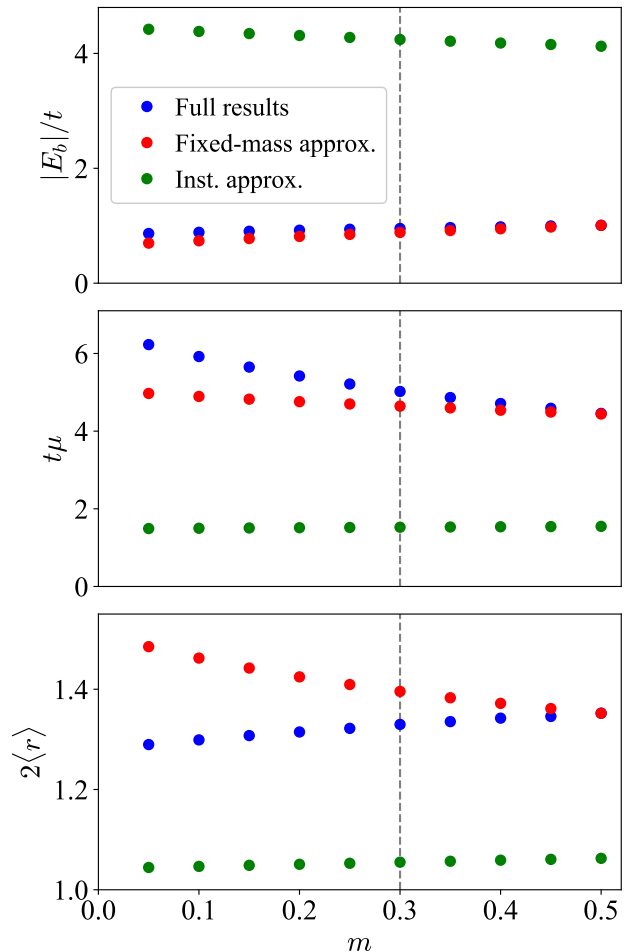 4
2
0
|E_b|/t
Full results
Fixed-mass approx.
Inst. approx.
6
4
2
0
tμ
1.4
1.2
1.0
2⟨r⟩
0.0 0.1 0.2 0.3 0.4 0.5
m